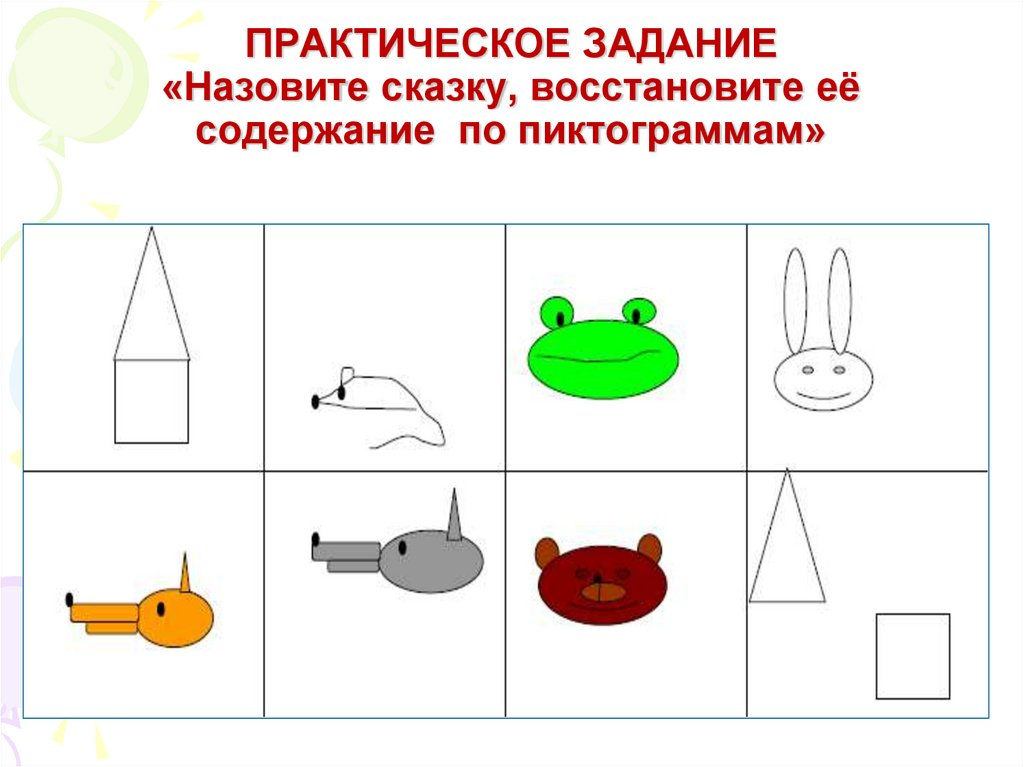 ПРАКТИЧЕСКОЕ ЗАДАНИЕ
«Назовите сказку, восстановите её
содержание по пиктограммам»